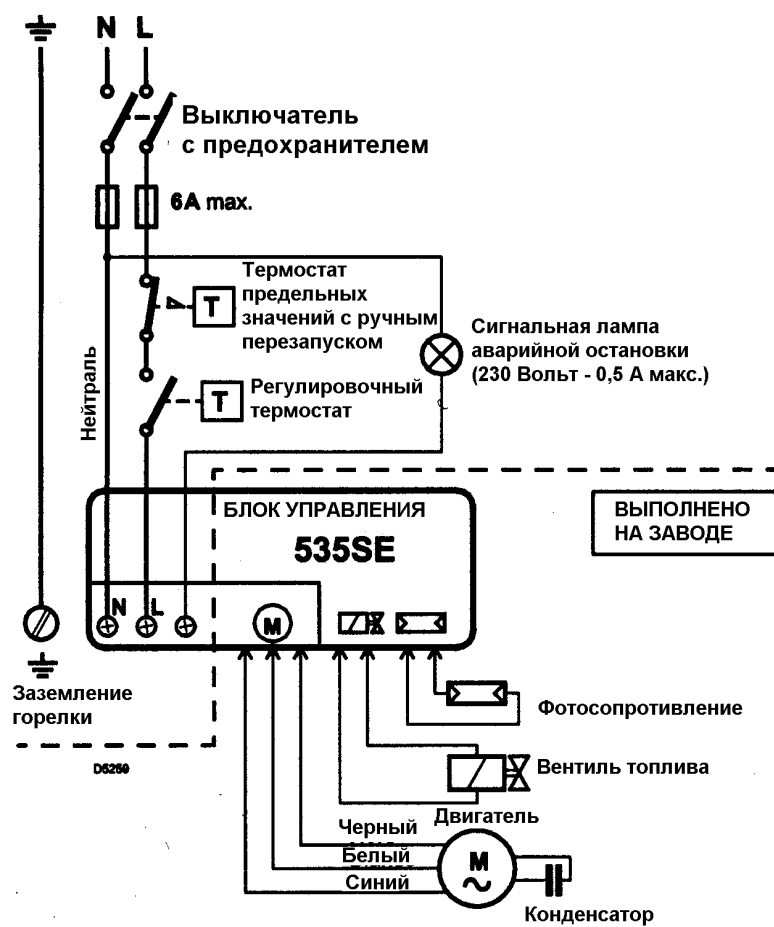 N L
Выключатель
с предохранителем
6A max.
Термостат
предельных
значений с ручным
перезапуском
T
Сигнальная лампа
аварийной остановки
(230 Вольт - 0,5 А макс.)
Нейтраль
Регулировочный
термостат
T
БЛОК УПРАВЛЕНИЯ
535SE
ВЫПОЛНЕНО
НА ЗАВОДЕ
N L
M
Заземление
горелки
D5259
Фотосопротивление
Вентиль топлива
Двигатель
Черный
Белый
Синий
M
Конденсатор